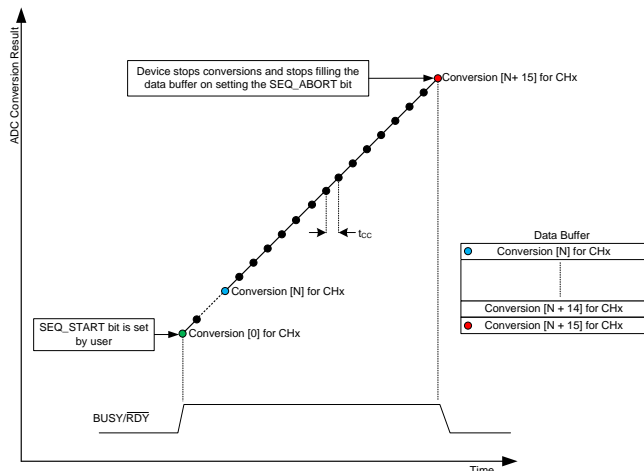 ADC Conversion Result
Device stops conversions and stops filling the
data buffer on setting the SEQ_ABORT bit
Conversion [N+ 15] for CHx
tCC
Data Buffer
Conversion [N] for CHx
Conversion [N + 14] for CHx
Conversion [N + 15] for CHx
Conversion [N] for CHx
SEQ_START bit is set
by user
Conversion [0] for CHx
BUSY/RDY
Time